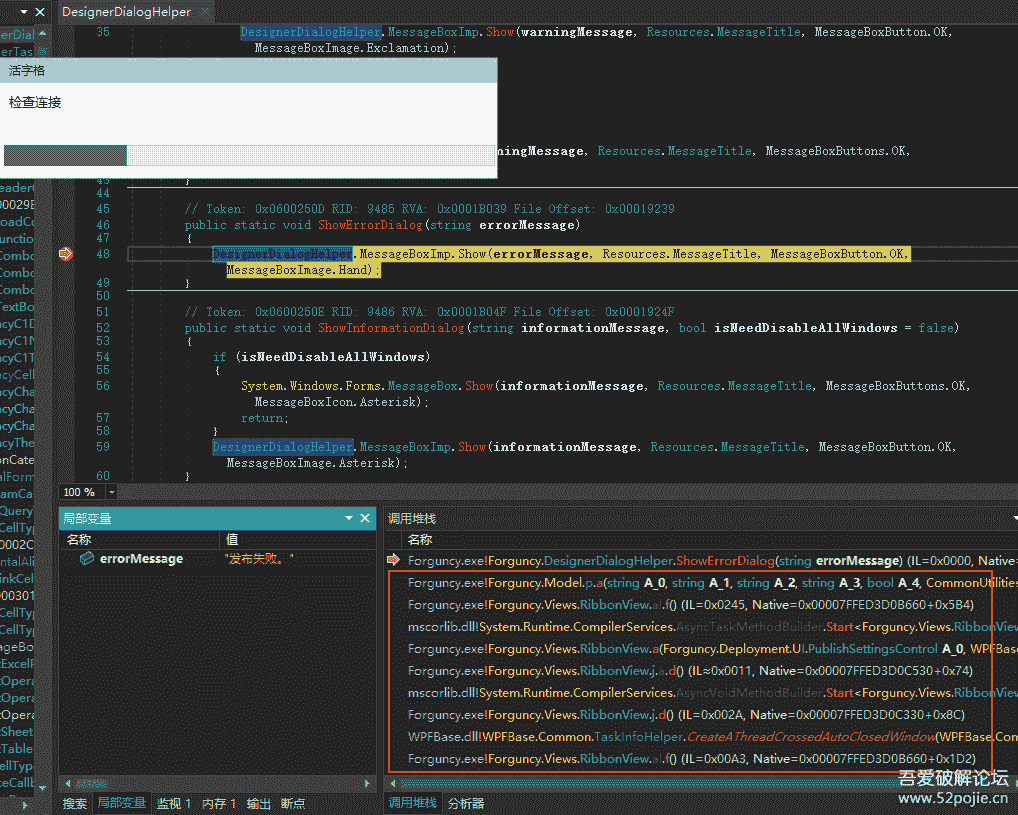 DesignerDialogHelper
35 DesignerDialogHelper.MessageBoxImp.Show(warningMessage, Resources.MessageTitle, MessageBoxButton.OK,
MessageBoxImage.Exclamation);
活字格
检查连接
ningMessage, Resources.MessageTitle, MessageBoxButtons.OK,
43 }
44
45 // Token: 0x0600250D RID: 9485 RVA: 0x0001B039 File Offset: 0x00019239
46 public static void ShowErrorDialog(string errorMessage)
47 {
48 DesignerDialogHelper.MessageBoxImp.Show(errorMessage, Resources.MessageTitle, MessageBoxButton.OK,
MessageBoxImage.Hand);
49 }
50
51 // Token: 0x0600250E RID: 9486 RVA: 0x0001B04F File Offset: 0x0001924F
52 public static void ShowInformationDialog(string informationMessage, bool isNeedDisableAllWindows = false)
53 {
54 if (isNeedDisableAllWindows)
55 {
56 System.Windows.Forms.MessageBox.Show(informationMessage, Resources.MessageTitle, MessageBoxButtons.OK,
MessageBoxIcon.Asterisk);
57 return;
58 }
59 DesignerDialogHelper.MessageBoxImp.Show(informationMessage, Resources.MessageTitle, MessageBoxButton.OK,
MessageBoxImage.Asterisk);
60 }
100 %
局部变量
名称 值
errorMessage "发布失败。"
调用堆栈
名称
Forguncy.exe!Forguncy.DesignerDialogHelper.ShowErrorDialog(string errorMessage) (IL=0x0000, Native=
Forguncy.exe!Forguncy.Model.p.a(string A_0, string A_1, string A_2, string A_3, bool A_4, CommonUtilities
Forguncy.exe!Forguncy.Views.RibbonView.al.f() (IL=0x0245, Native=0x00007FFED3D0B660+0x5B4)
mscorlib.dll!System.Runtime.CompilerServices.AsyncTaskMethodBuilder.Start<Forguncy.Views.RibbonView
Forguncy.exe!Forguncy.Views.RibbonView.a(Forguncy.Deployment.UI.PublishSettingsControl A_0, WPFBase
Forguncy.exe!Forguncy.Views.RibbonView.j.a.d() (IL≈0x0011, Native=0x00007FFED3D0C530+0x74)
mscorlib.dll!System.Runtime.CompilerServices.AsyncVoidMethodBuilder.Start<Forguncy.Views.RibbonView
Forguncy.exe!Forguncy.Views.RibbonView.j.d() (IL=0x002A, Native=0x00007FFED3D0C330+0x8C)
WPFBase.dll!WPFBase.Common.TaskInfoHelper.CreateAThreadCrossedAutoClosedWindow(WPFBase.Com
Forguncy.exe!Forguncy.Views.RibbonView.al.f() (IL=0x00A3, Native=0x00007FFED3D0B660+0x1D2)
搜索 局部变量 监视 1 内存 1 输出 断点
调用堆栈 分析器
吾爱破解论坛
www.52pojie.cn